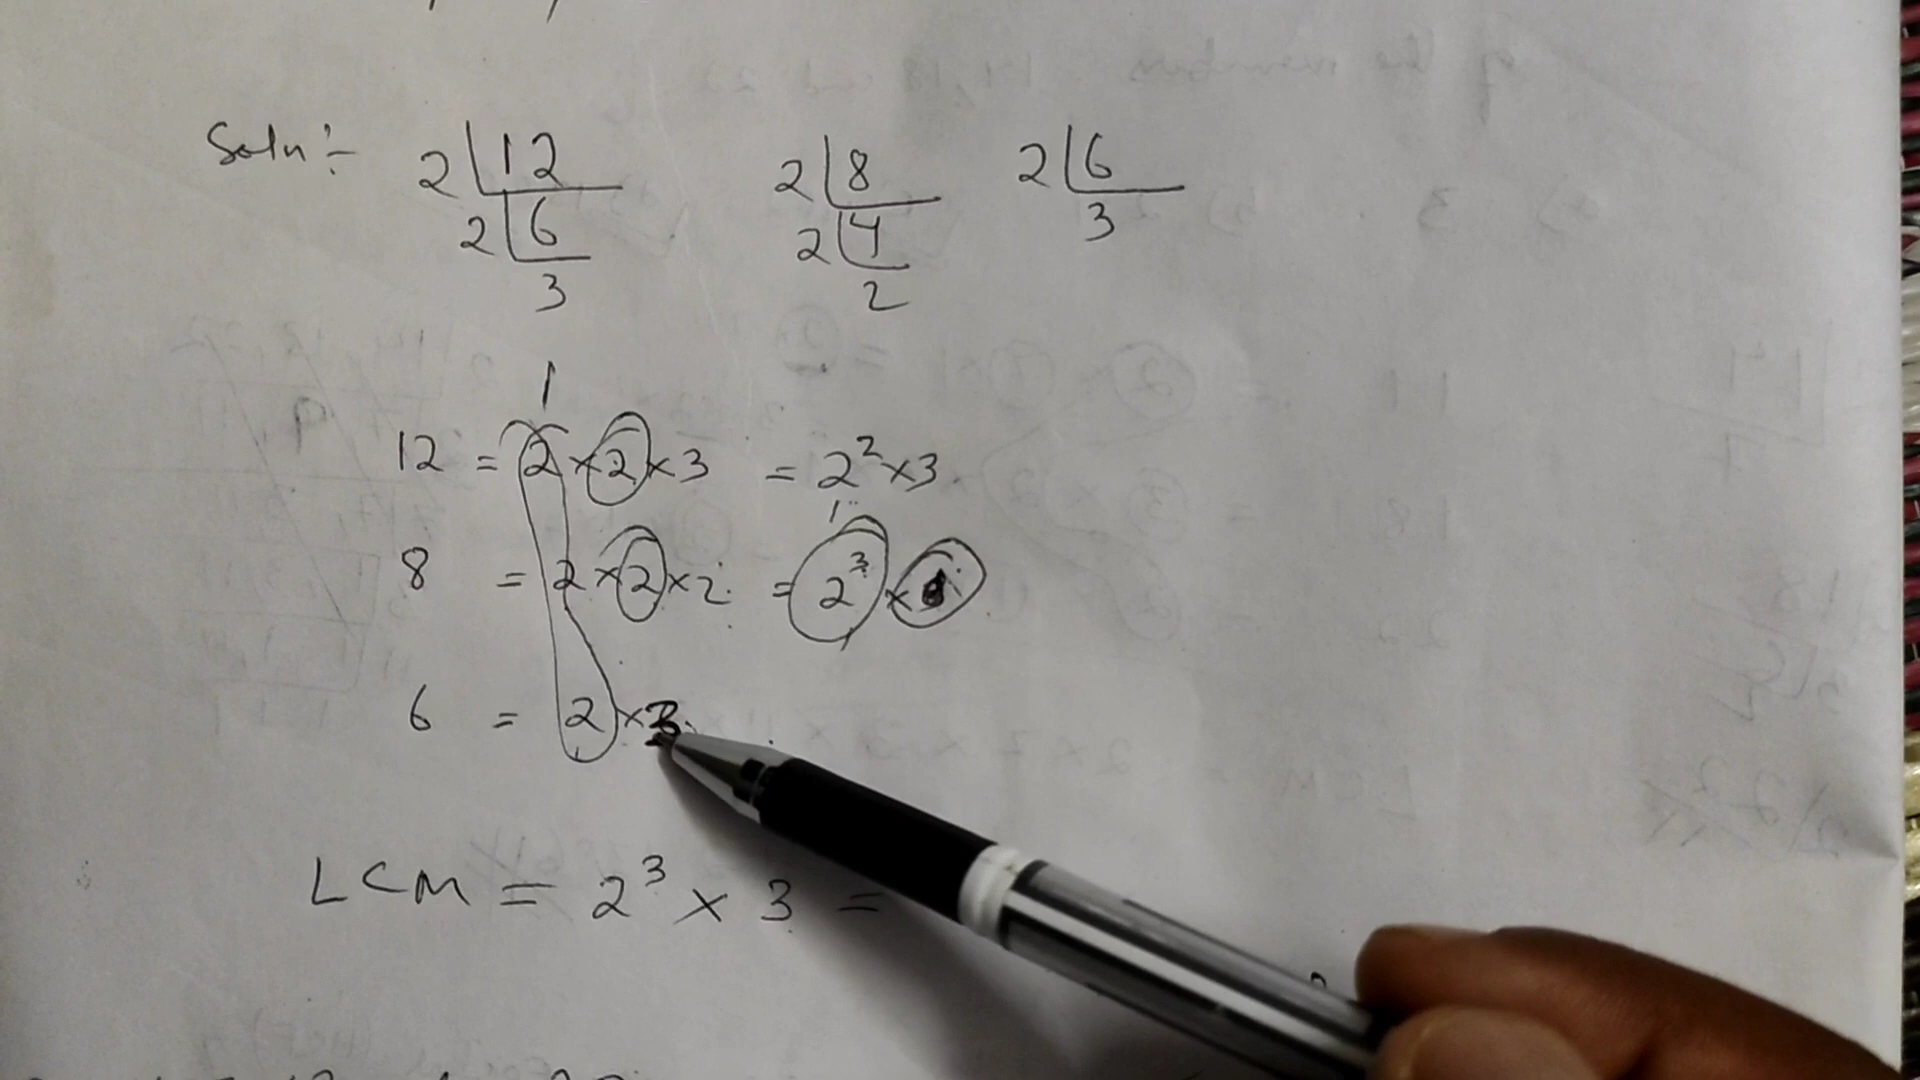 Soln :- 2 12 2 8 2 6
2 6 2 4 3
3 2
1
12 = 2 × 2 × 3 = 2² × 3
8 = 2 × 2 × 2 = 2³ ×
6 = 2 × 3
LCM = 2³ × 3 =